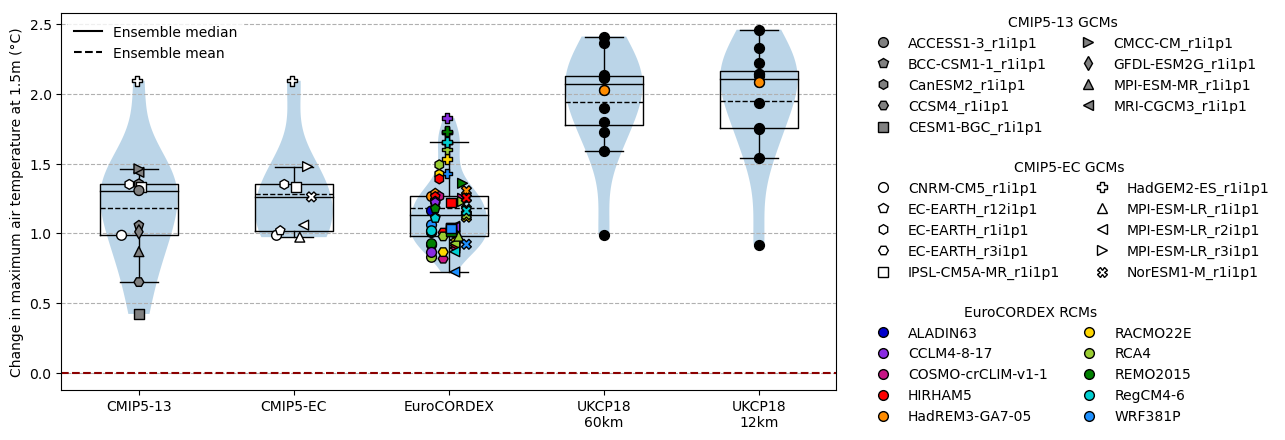 Change in maximum air temperature at 1.5m (°C)
2.5
2.0
1.5
1.0
0.5
0.0
Ensemble median
Ensemble mean
CMIP5-13
CMIP5-EC
EuroCORDEX
UKCP18
60km
UKCP18
12km
CMIP5-13 GCMs
ACCESS1-3_r1i1p1
BCC-CSM1-1_r1i1p1
CanESM2_r1i1p1
CCSM4_r1i1p1
CESM1-BGC_r1i1p1
CMCC-CM_r1i1p1
GFDL-ESM2G_r1i1p1
MPI-ESM-MR_r1i1p1
MRI-CGCM3_r1i1p1
CMIP5-EC GCMs
CNRM-CM5_r1i1p1
EC-EARTH_r12i1p1
EC-EARTH_r1i1p1
EC-EARTH_r3i1p1
IPSL-CM5A-MR_r1i1p1
HadGEM2-ES_r1i1p1
MPI-ESM-LR_r1i1p1
MPI-ESM-LR_r2i1p1
MPI-ESM-LR_r3i1p1
NorESM1-M_r1i1p1
EuroCORDEX RCMs
ALADIN63
CCLM4-8-17
COSMO-crCLIM-v1-1
HIRHAM5
HadREM3-GA7-05
RACMO22E
RCA4
REMO2015
RegCM4-6
WRF381P